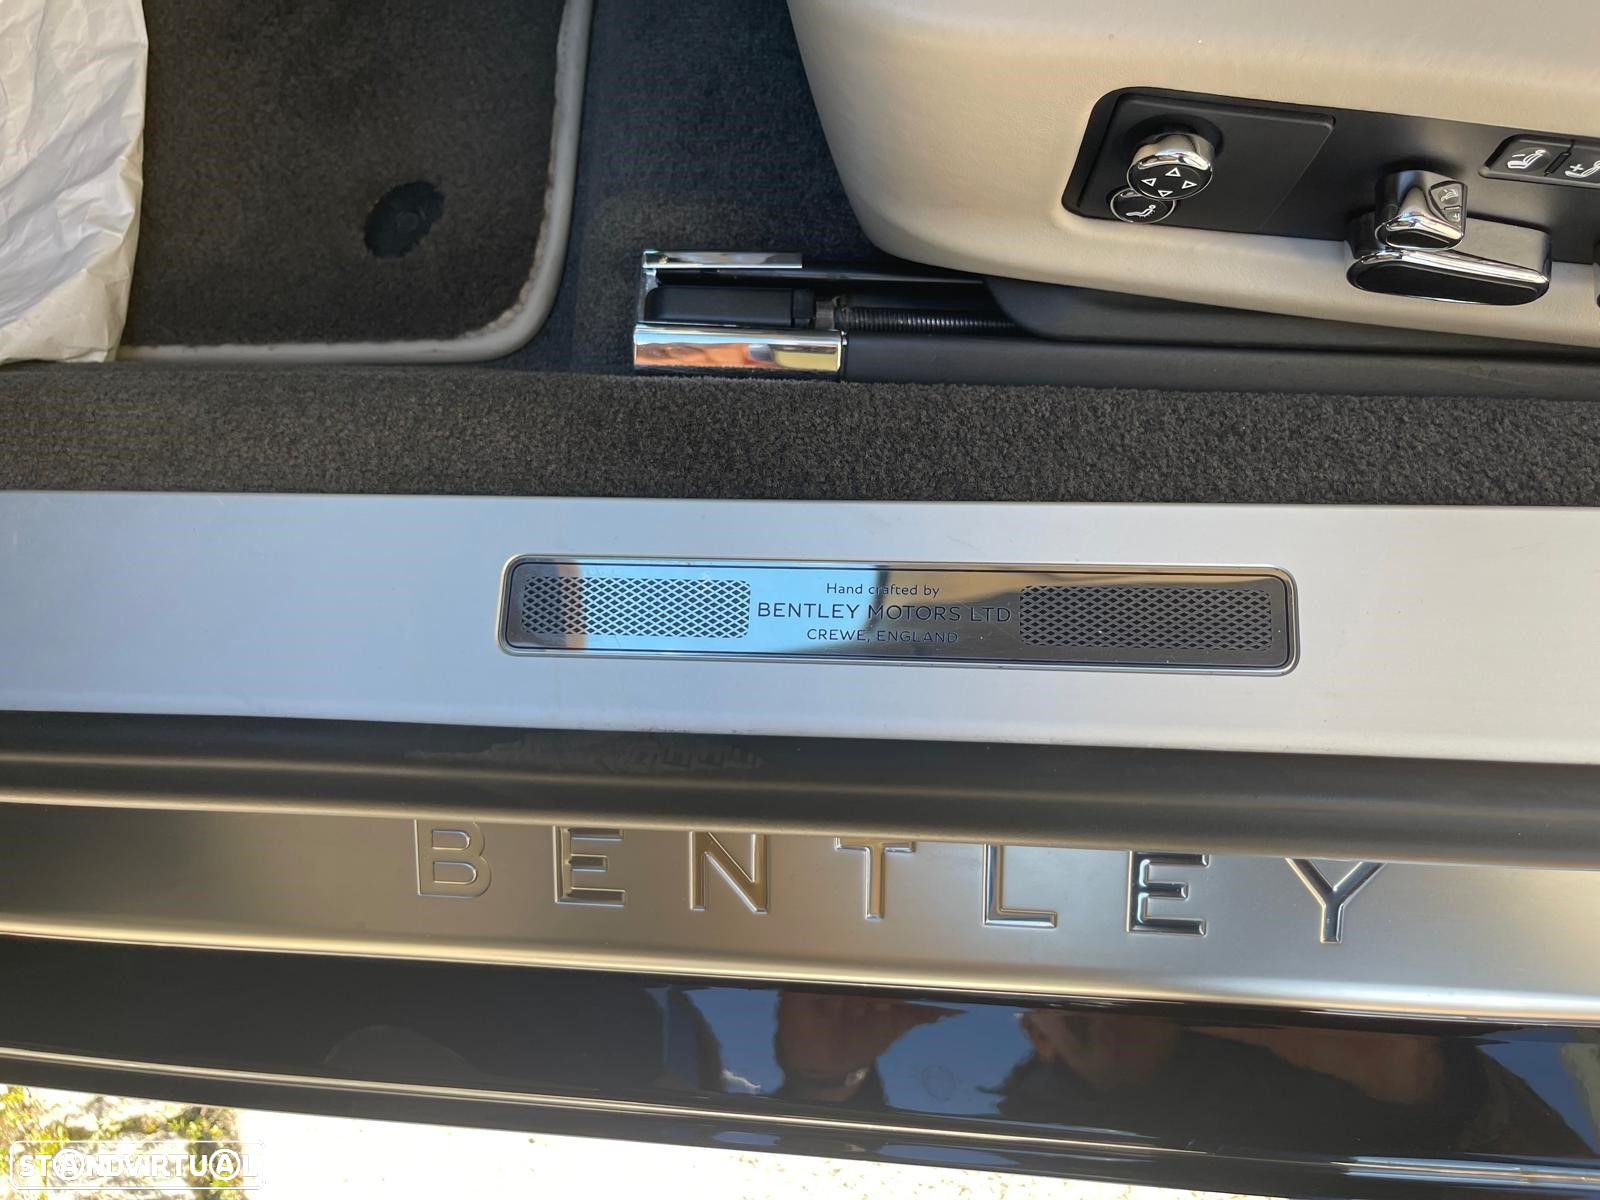 Hand crafted by
BENTLEY MOTORS LTD
CREWE, ENGLAND
BENTLEY
STANDVIRTUAL